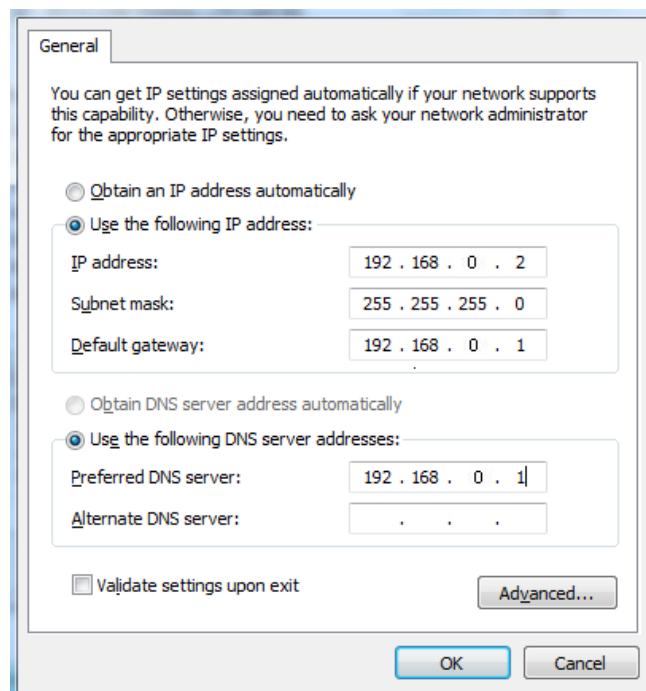 General
You can get IP settings assigned automatically if your network supports
this capability. Otherwise, you need to ask your network administrator
for the appropriate IP settings.
Obtain an IP address automatically
Use the following IP address:
IP address: 192 . 168 . 0 . 2
Subnet mask: 255 . 255 . 255 . 0
Default gateway: 192 . 168 . 0 . 1
Obtain DNS server address automatically
Use the following DNS server addresses:
Preferred DNS server: 192 . 168 . 0 . 1
Alternate DNS server: . . .
Validate settings upon exit
Advanced...
OK Cancel